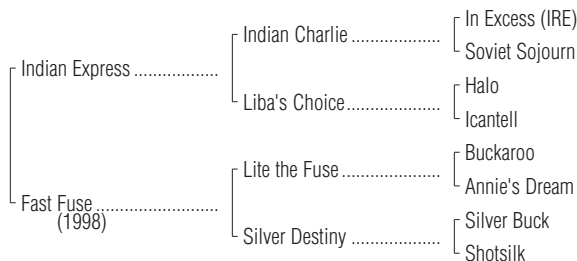 In Excess (IRE)
Indian Charlie ....................
Soviet Sojourn
Indian Express ...................
Halo
Liba's Choice .....................
Icantell
Buckaroo
Lite the Fuse ......................
Annie's Dream
Fast Fuse ...........................
(1998)
Silver Buck
Silver Destiny .....................
Shotsilk